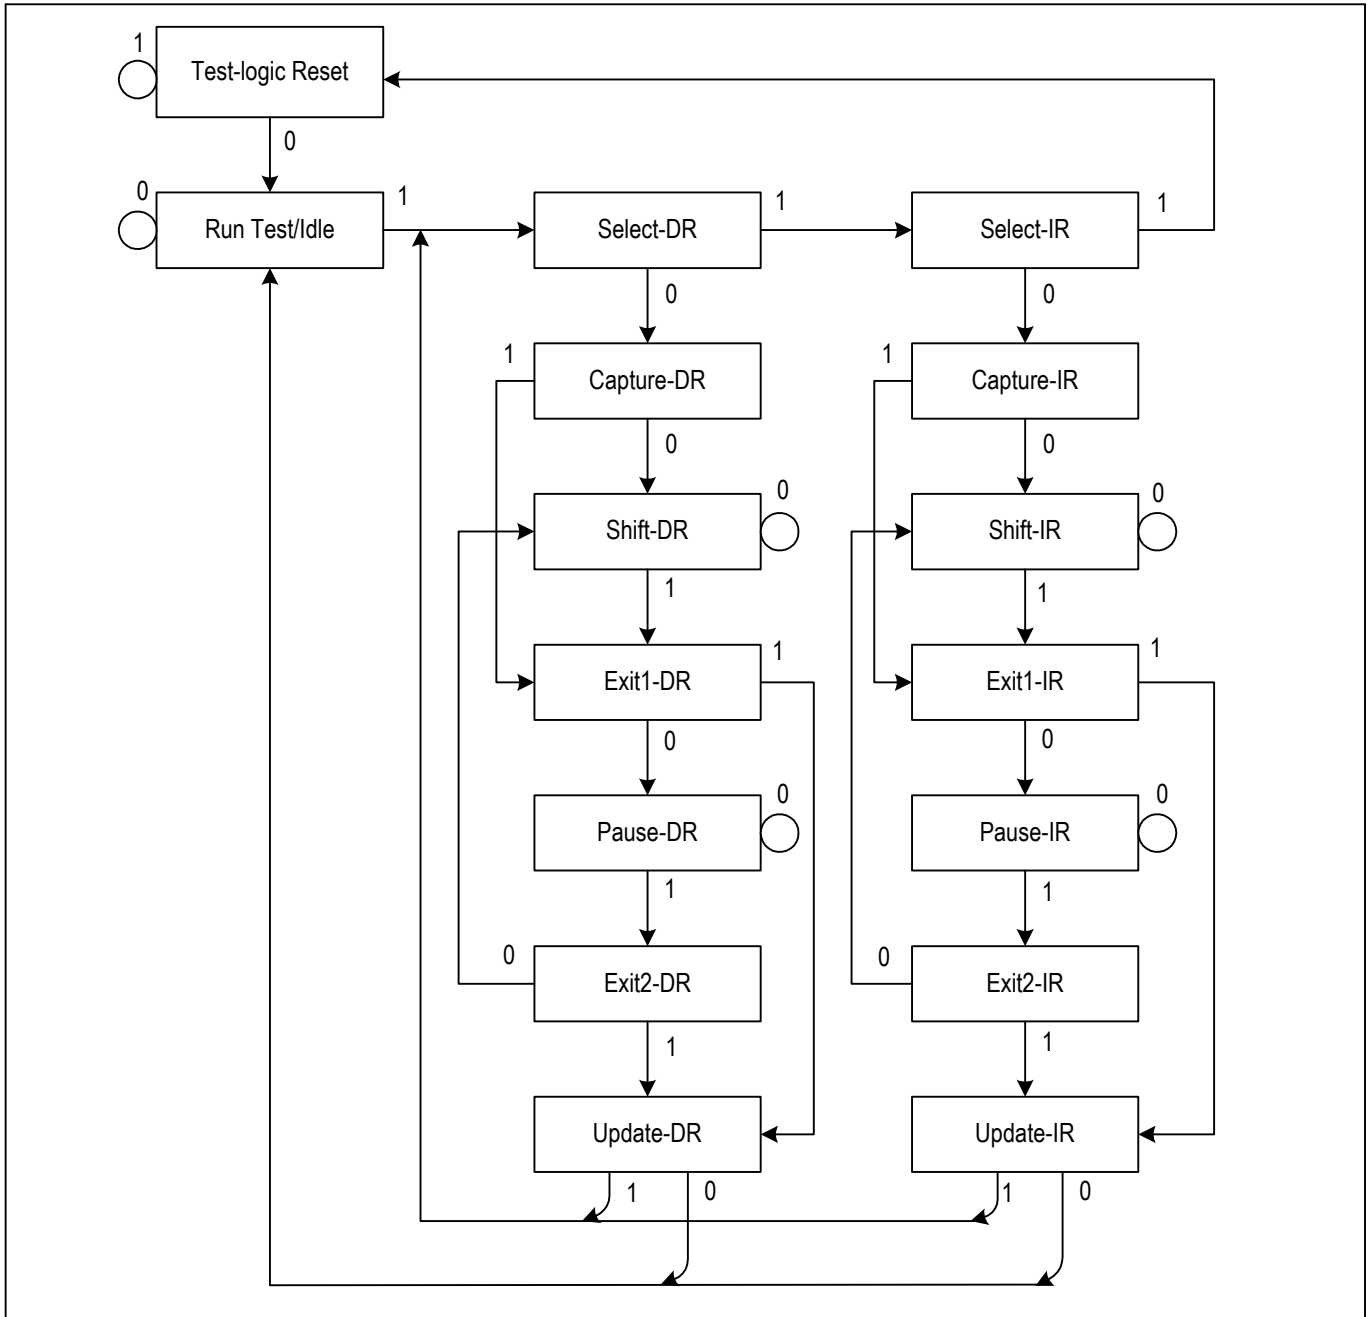 1
Test-logic Reset
0
0
Run Test/Idle
1
Select-DR
1
Select-IR
1
0
0
1
Capture-DR
1
Capture-IR
0
0
Shift-DR
0
Shift-IR
0
1
1
Exit1-DR
1
Exit1-IR
1
0
0
Pause-DR
0
Pause-IR
0
1
1
0
Exit2-DR
0
Exit2-IR
1
1
Update-DR
Update-IR
1
0
1
0